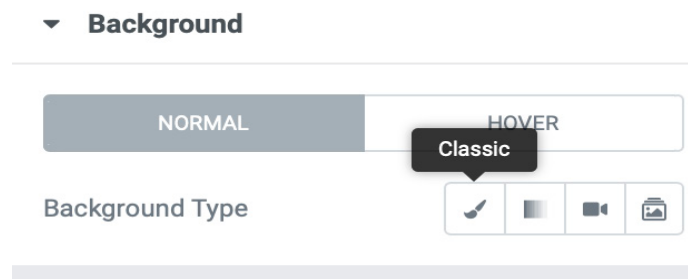 Background
NORMAL
HOVER
Classic
Background Type